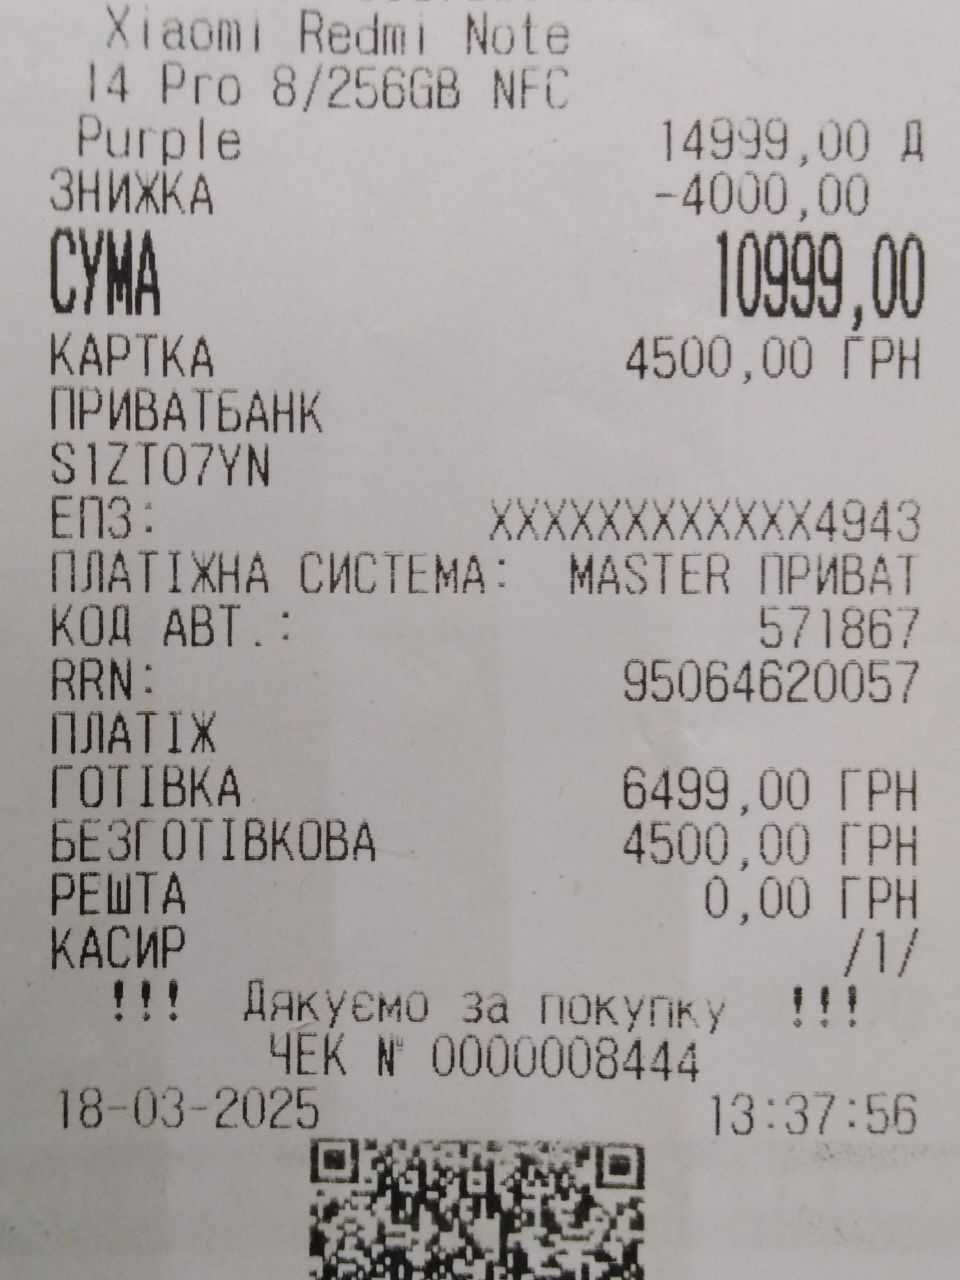 Xiaomi Redmi Note
14 Pro 8/256GB NFC
Purple 14999,00 Д
ЗНИЖКА -4000,00
СУМА 10999,00
КАРТКА 4500,00 ГРН
ПРИВАТБАНК
S1ZT07YN
ЕПЗ: XXXXXXXXXXXX4943
ПЛАТІЖНА СИСТЕМА: MASTER ПРИВАТ
КОД АВТ.: 571867
RRN: 95064620057
ПЛАТІЖ
ГОТІВКА 6499,00 ГРН
БЕЗГОТІВКОВА 4500,00 ГРН
РЕШТА 0,00 ГРН
КАСИР /1/
!!! Дякуємо за покупку !!!
ЧЕК № 0000008444
18-03-2025 13:37:56